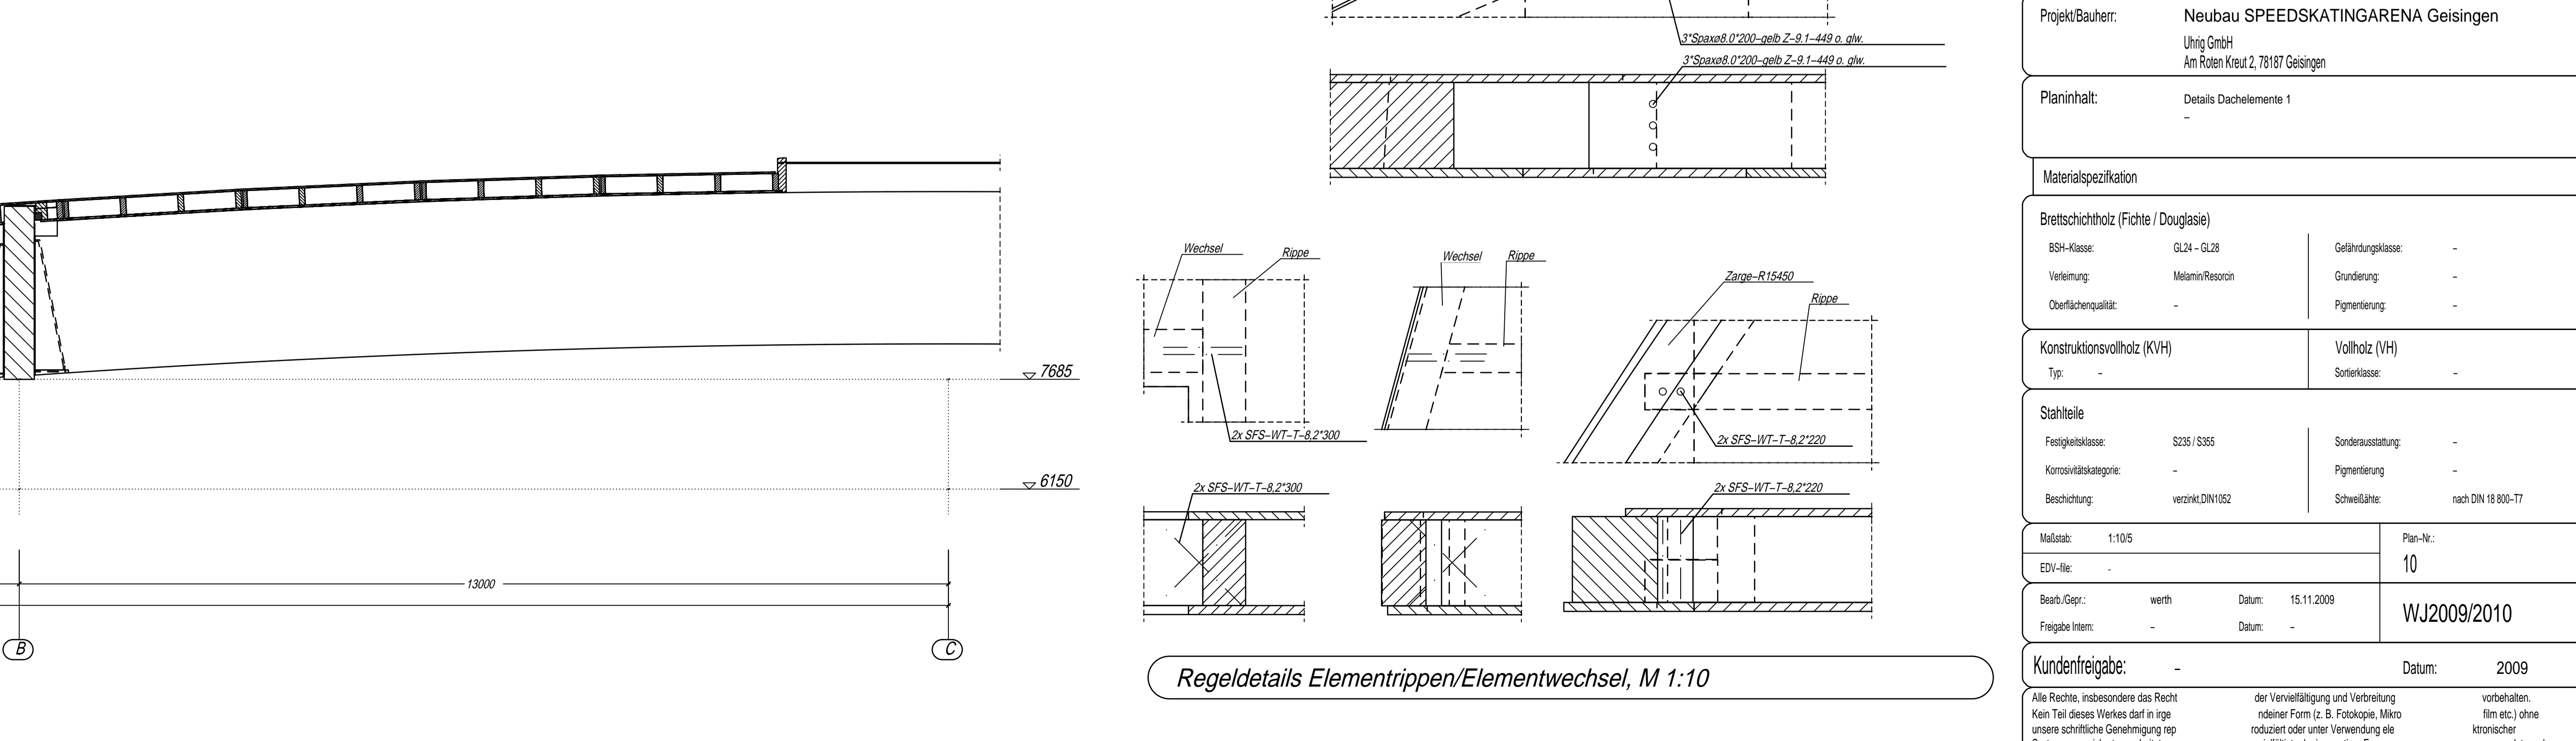 7685
6150
13000
B
C
3*Spaxø8.0*200-gelb Z-9.1-449 o. glw.
3*Spaxø8.0*200-gelb Z-9.1-449 o. glw.
Wechsel
Rippe
2x SFS-WT-T-8,2*300
Wechsel
Rippe
Zarge-R15450
Rippe
2x SFS-WT-T-8,2*220
2x SFS-WT-T-8,2*300
2x SFS-WT-T-8,2*220
Regeldetails Elementrippen/Elementwechsel, M 1:10
Projekt/Bauherr: Neubau SPEEDSKATINGARENA Geisingen
Uhrig GmbH
Am Roten Kreut 2, 78187 Geisingen
Planinhalt: Details Dachelemente 1
-
Materialspezifkation
Brettschichtholz (Fichte / Douglasie)
BSH-Klasse: GL24 - GL28 Gefährdungsklasse: -
Verleimung: Melamin/Resorcin Grundierung: -
Oberflächenqualität: - Pigmentierung: -
Konstruktionsvollholz (KVH) Vollholz (VH)
Typ: - Sortierklasse: -
Stahlteile
Festigkeitsklasse: S235 / S355 Sonderausstattung: -
Korrosivitätskategorie: - Pigmentierung -
Beschichtung: verzinkt,DIN1052 Schweißähte: nach DIN 18 800-T7
Maßstab: 1:10/5 Plan-Nr.:
EDV-file: - 10
Bearb./Gepr.: werth Datum: 15.11.2009
WJ2009/2010
Freigabe Intern: - Datum: -
Kundenfreigabe: - Datum: 2009
Alle Rechte, insbesondere das Recht der Vervielfältigung und Verbreitung vorbehalten.
Kein Teil dieses Werkes darf in irge ndeiner Form (z. B. Fotokopie, Mikro film etc.) ohne
unsere schriftliche Genehmigung rep roduziert oder unter Verwendung ele ktronischer